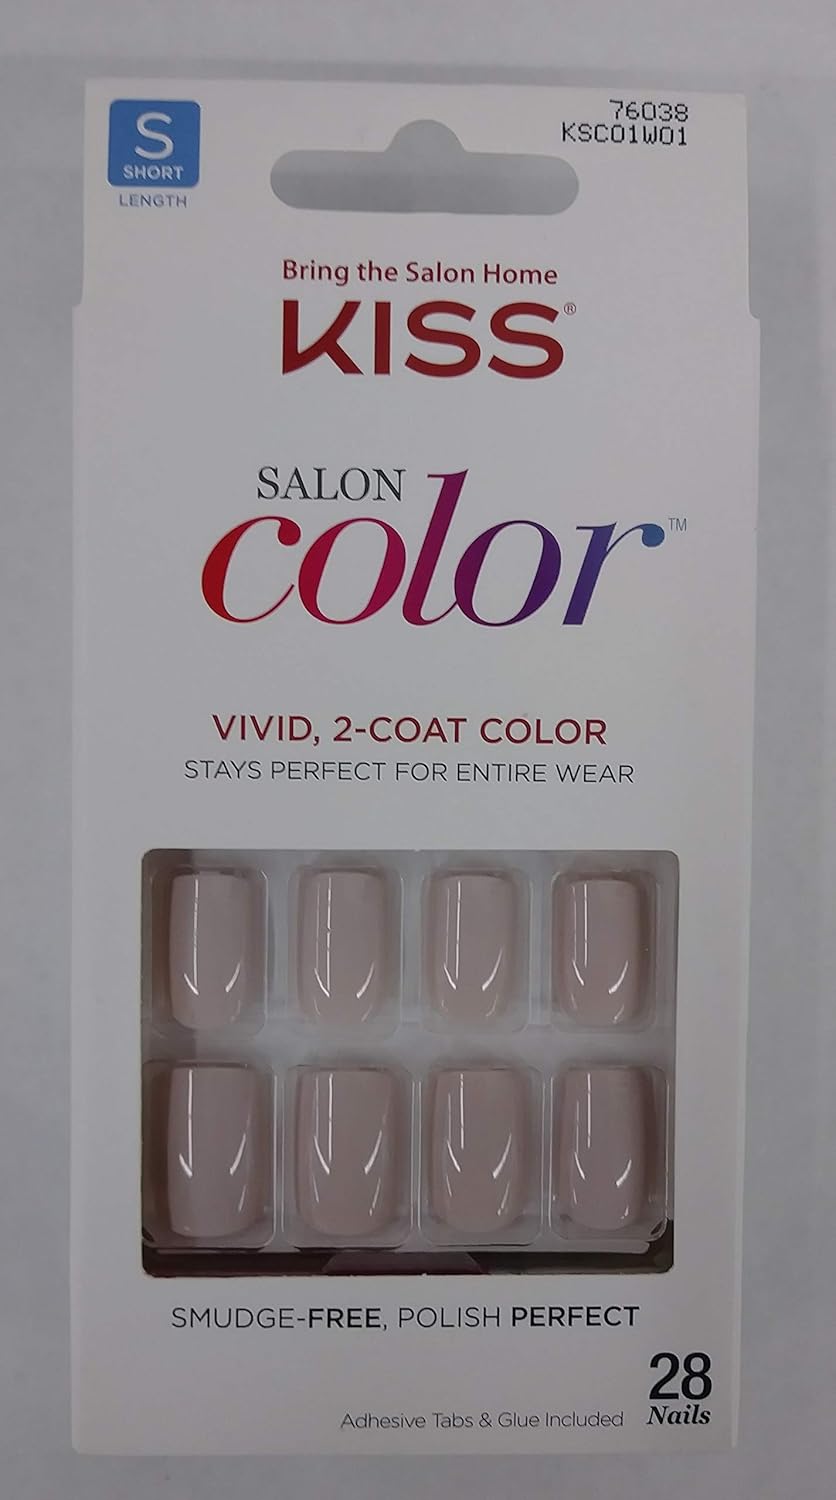 76038
KSC01W01
S
SHORT
LENGTH
Bring the Salon Home
KISS®
SALON
color™
VIVID, 2-COAT COLOR
STAYS PERFECT FOR ENTIRE WEAR
SMUDGE-FREE, POLISH PERFECT
28
Nails
Adhesive Tabs & Glue Included